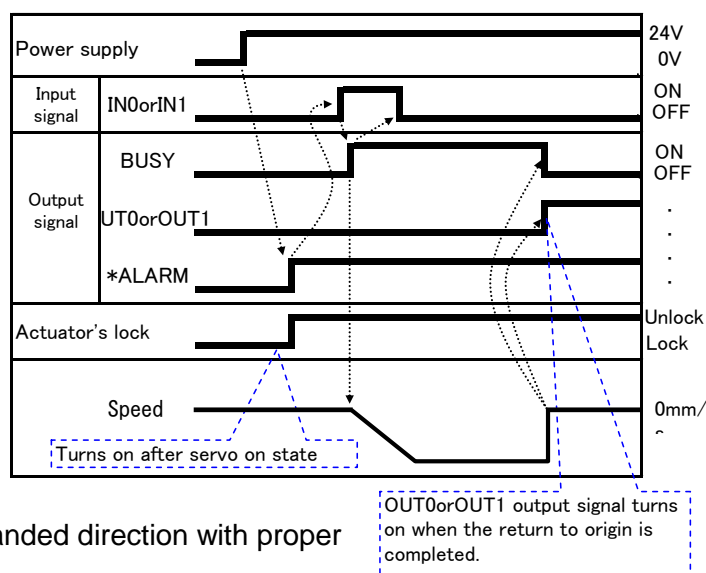 Power supply
24V
0V
Input
signal
IN0orIN1
ON
OFF
BUSY
ON
OFF
Output
signal
UT0orOUT1
*ALARM
Actuator's lock
Unlock
Lock
Speed
0mm/
Turns on after servo on state
OUT0orOUT1 output signal turns
on when the return to origin is
completed.
anded direction with proper